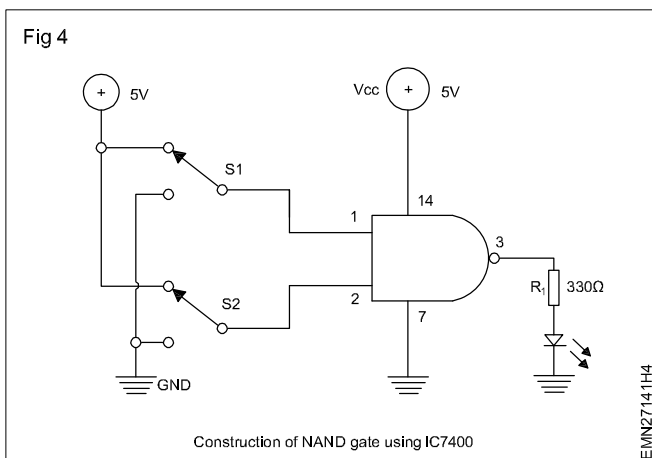 Fig 4
+ 5V
Vcc + 5V
S1
1
14
3
S2
2
7
R1 330Ω
GND
Construction of NAND gate using IC7400
EMN27141H4